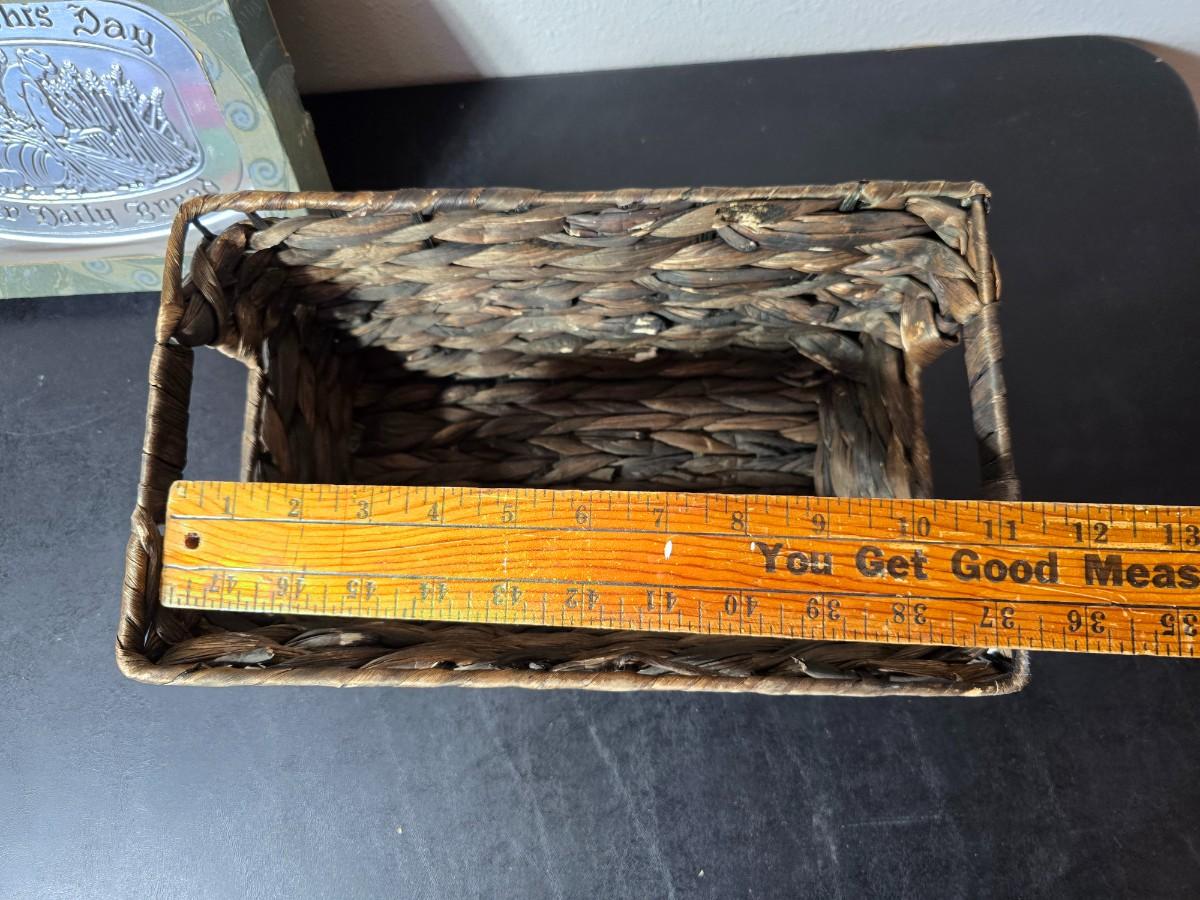 his Day
Daily Bread
1 2 3 4 5 6 7 8 9 10 11 12 13
You Get Good Meas
47 46 45 44 43 42 41 40 39 38 37 36 35